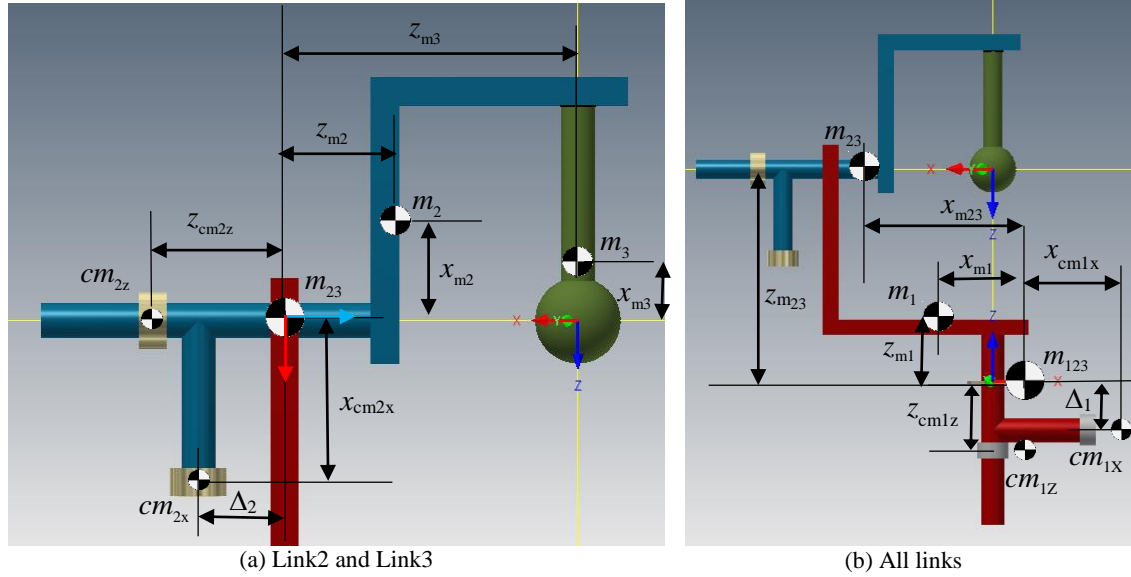 z_m3
z_m2
m_2
z_cm2z
m_3
cm_2z
m_23
x_m2
x_m3
X
Y
Z
x_cm2x
cm_2x
Δ_2
(a) Link2 and Link3
m_23
X
Y
Z
x_m23
x_cm1x
x_m1
z_m23
m_1
Z
z_m1
m_123
X
z_cm1z
Δ_1
cm_1X
cm_1Z
(b) All links